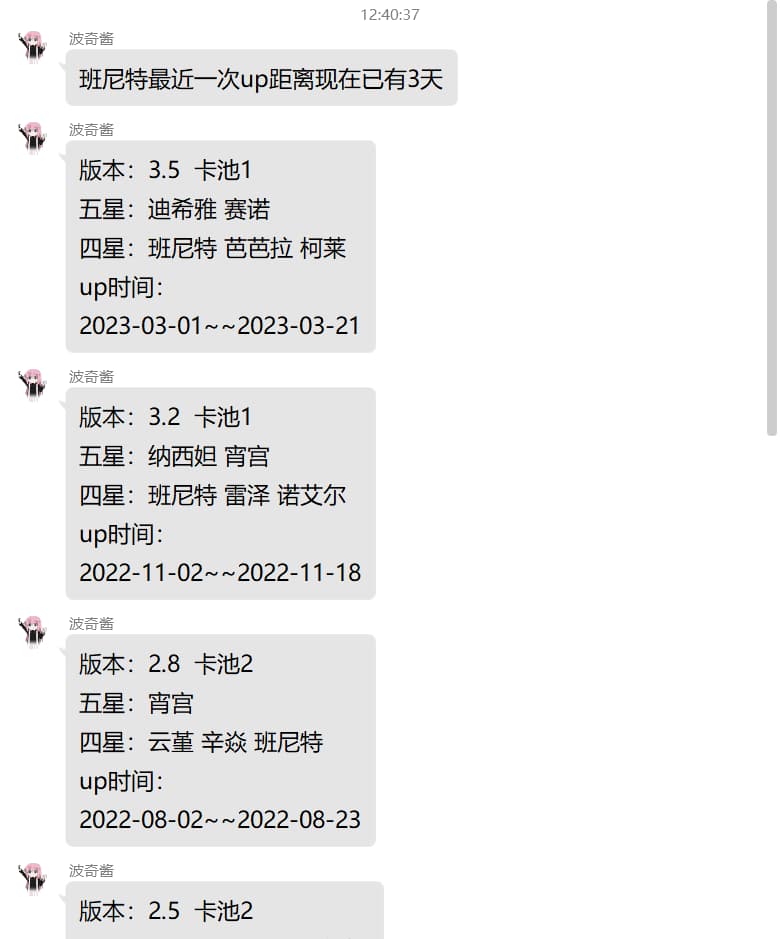 12:40:37
波奇酱
班尼特最近一次up距离现在已有3天
波奇酱
版本：3.5 卡池1
五星：迪希雅 赛诺
四星：班尼特 芭芭拉 柯莱
up时间：
2023-03-01~~2023-03-21
波奇酱
版本：3.2 卡池1
五星：纳西妲 宵宫
四星：班尼特 雷泽 诺艾尔
up时间：
2022-11-02~~2022-11-18
波奇酱
版本：2.8 卡池2
五星：宵宫
四星：云堇 辛焱 班尼特
up时间：
2022-08-02~~2022-08-23
波奇酱
版本：2.5 卡池2